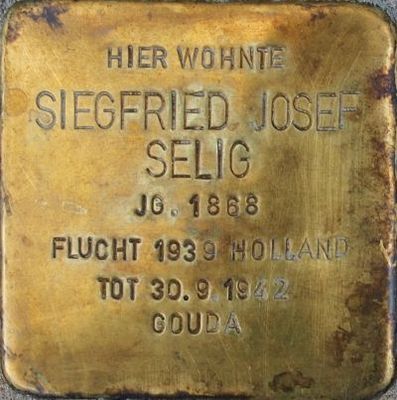 HIER WOHNTE
SIEGFRIED JOSEF
SELIG
JG. 1868
FLUCHT 1939 HOLLAND
TOT 30.9.1942
GOUDA